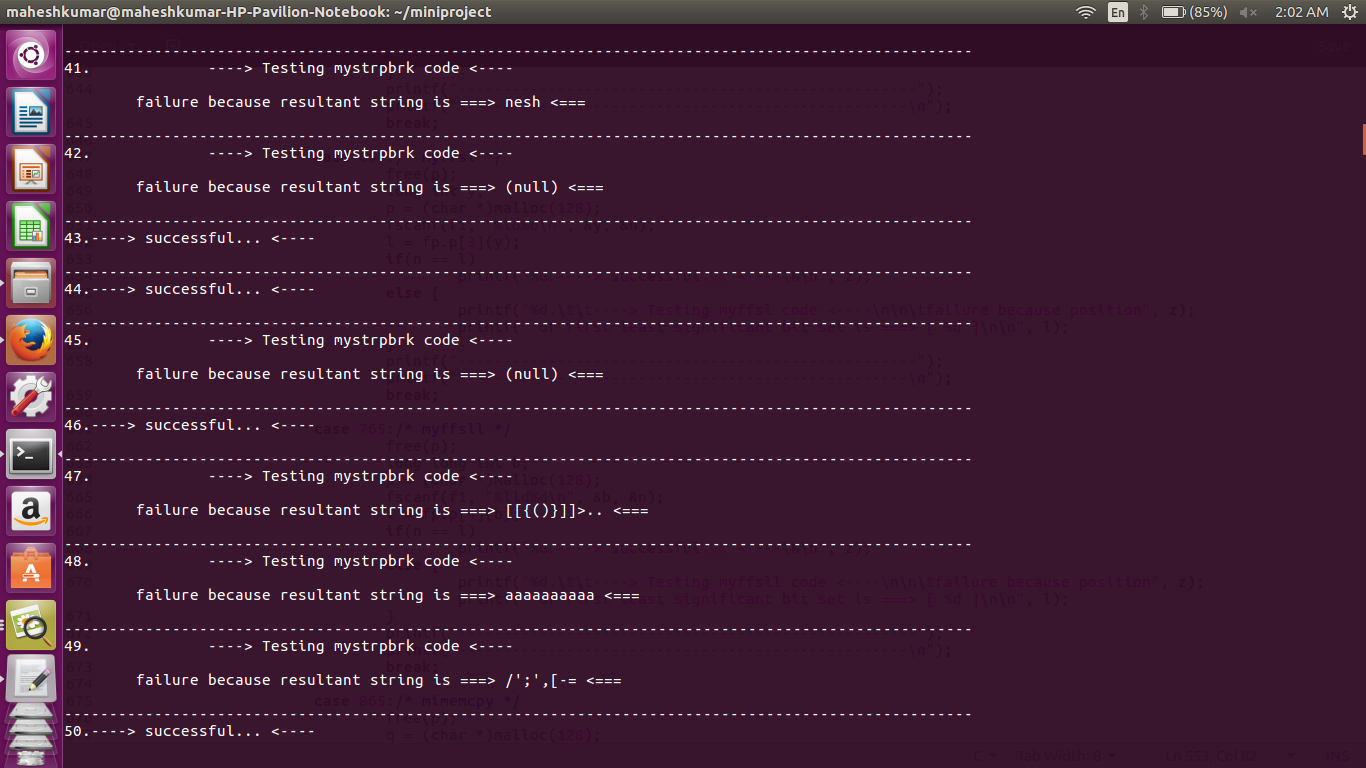 maheshkumar@maheshkumar-HP-Pavilion-Notebook: ~/miniproject En (85%) 2:02 AM
-----------------------------------------------------------------------------------------------------
41. ----> Testing mystrpbrk code <----
failure because resultant string is ===> nesh <===
-----------------------------------------------------------------------------------------------------
42. ----> Testing mystrpbrk code <----
failure because resultant string is ===> (null) <===
-----------------------------------------------------------------------------------------------------
43.----> successful... <----
-----------------------------------------------------------------------------------------------------
44.----> successful... <----
-----------------------------------------------------------------------------------------------------
45. ----> Testing mystrpbrk code <----
failure because resultant string is ===> (null) <===
-----------------------------------------------------------------------------------------------------
46.----> successful... <----
-----------------------------------------------------------------------------------------------------
47. ----> Testing mystrpbrk code <----
failure because resultant string is ===> [[{()}]]>.. <===
-----------------------------------------------------------------------------------------------------
48. ----> Testing mystrpbrk code <----
failure because resultant string is ===> aaaaaaaaaa <===
-----------------------------------------------------------------------------------------------------
49. ----> Testing mystrpbrk code <----
failure because resultant string is ===> /';',[-= <===
-----------------------------------------------------------------------------------------------------
50.----> successful... <----